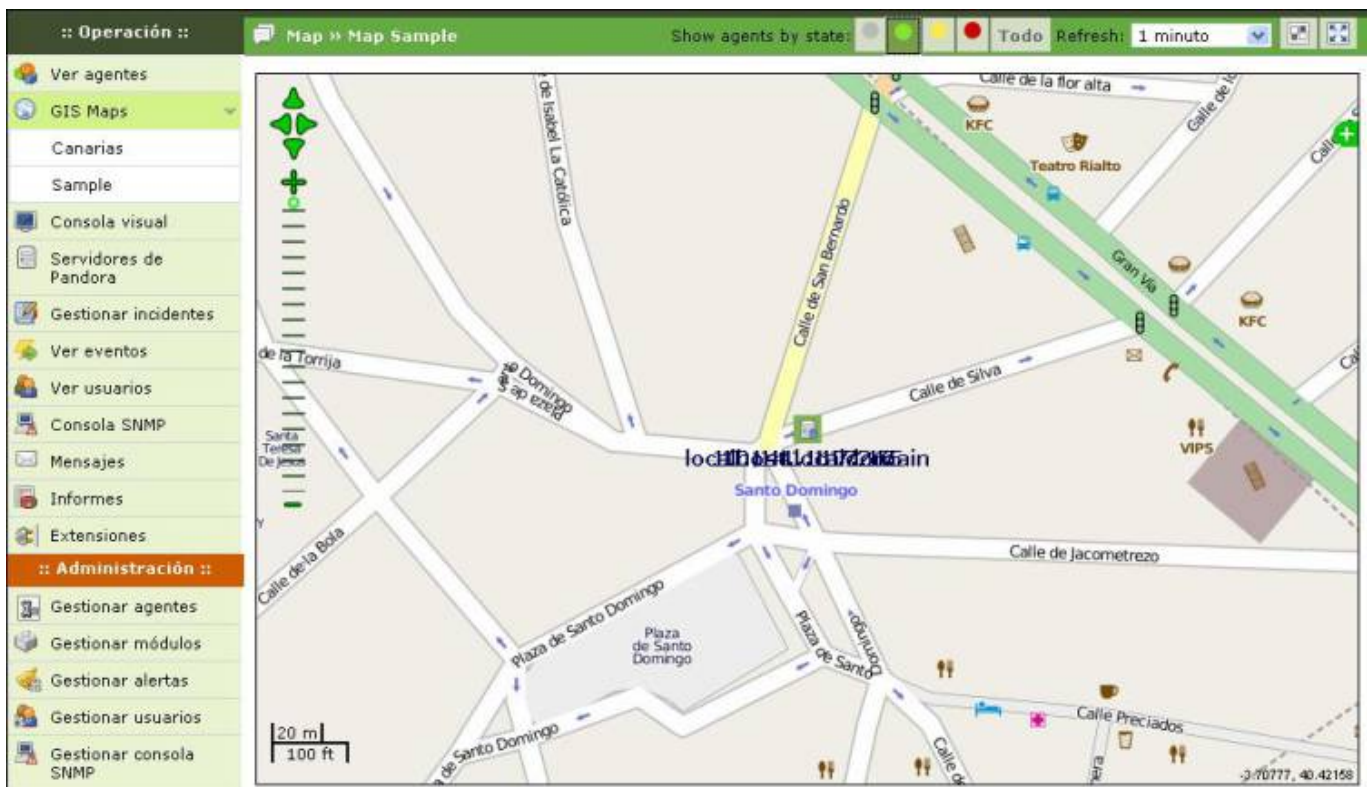 :: Operación ::
Map » Map Sample
Show agents by state:
Todo
Refresh:
1 minuto
Ver agentes
GIS Maps
Canarias
Sample
Consola visual
Servidores de
Pandora
Gestionar incidentes
Ver eventos
Ver usuarios
Consola SNMP
Mensajes
Informes
Extensiones
:: Administración ::
Gestionar agentes
Gestionar módulos
Gestionar alertas
Gestionar usuarios
Gestionar consola
SNMP
Calle de la flor alta
de Isabel La Católica
Calle de
KFC
Teatro Rialto
Calle de San Bernardo
Gran Vía
KFC
de la Torrija
Plaza de
Domingo
Calle de Silva
VIPS
Santa
Teresa
De Jesus
Santo Domingo
Calle de la Bola
Calle de Jacometrezo
Plaza de Santo Domingo
Plaza
de Santo
Domingo
Plaza de Santo
Domingo
Calle Preciados
de Santo Domingo
Calle de
era
20 m
100 ft
-3.70777, 40.42158